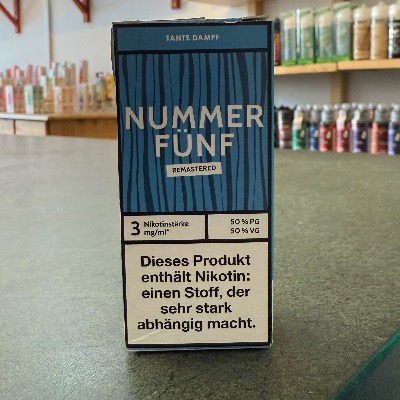 TANTE DAMPF
NUMMER
FÜNF
REMASTERED
3 Nikotinstärke
mg/ml*
50 % PG
50 % VG
Dieses Produkt
enthält Nikotin:
einen Stoff, der
sehr stark
abhängig macht.